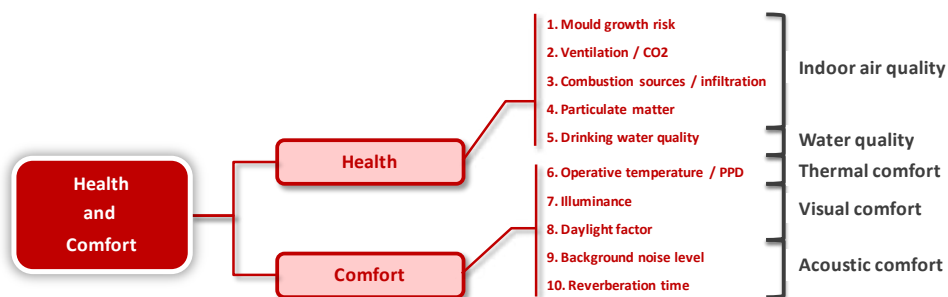 Health
and
Comfort
Health
Comfort
1. Mould growth risk
2. Ventilation / CO2
3. Combustion sources / infiltration
4. Particulate matter
5. Drinking water quality
6. Operative temperature / PPD
7. Illuminance
8. Daylight factor
9. Background noise level
10. Reverberation time
Indoor air quality
Water quality
Thermal comfort
Visual comfort
Acoustic comfort